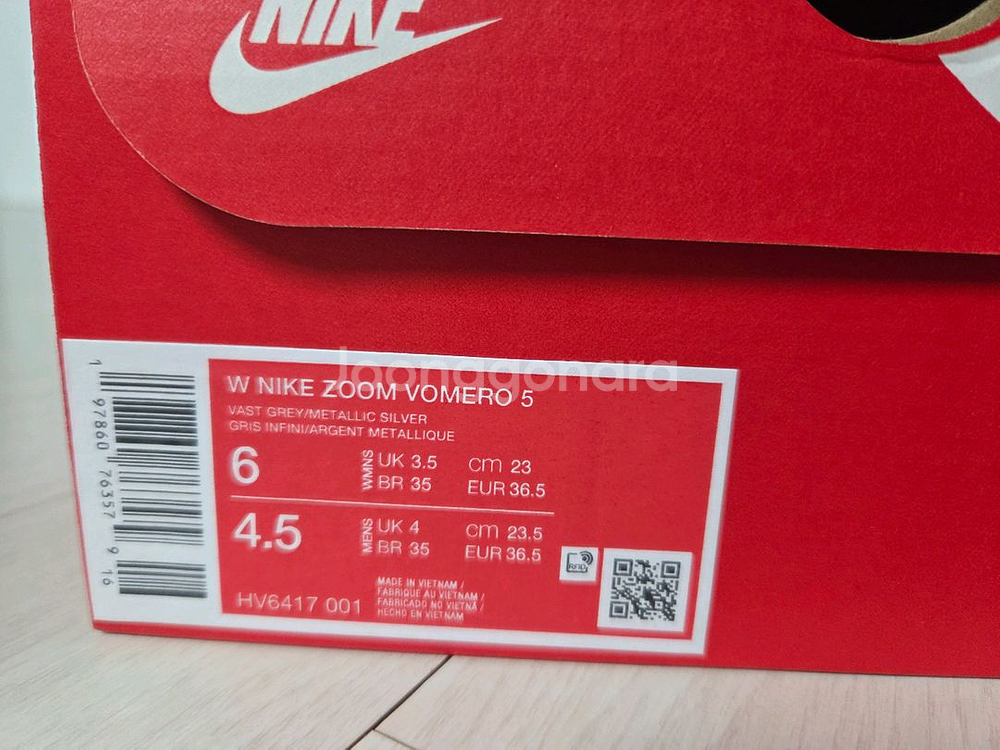 NIKE
Joonagonara
W NIKE ZOOM VOMERO 5
VAST GREY/METALLIC SILVER
GRIS INFINI/ARGENT METALLIQUE
6 WMNS UK 3.5 cm 23
BR 35 EUR 36.5
4.5 MENS UK 4 cm 23.5
BR 35 EUR 36.5
HV6417 001
MADE IN VIETNAM /
FABRIQUE AU VIETNAM /
FABRICADO NO VIETNÃ /
HECHO EN VIETNAM
RFID
1 97860 76357 9 16